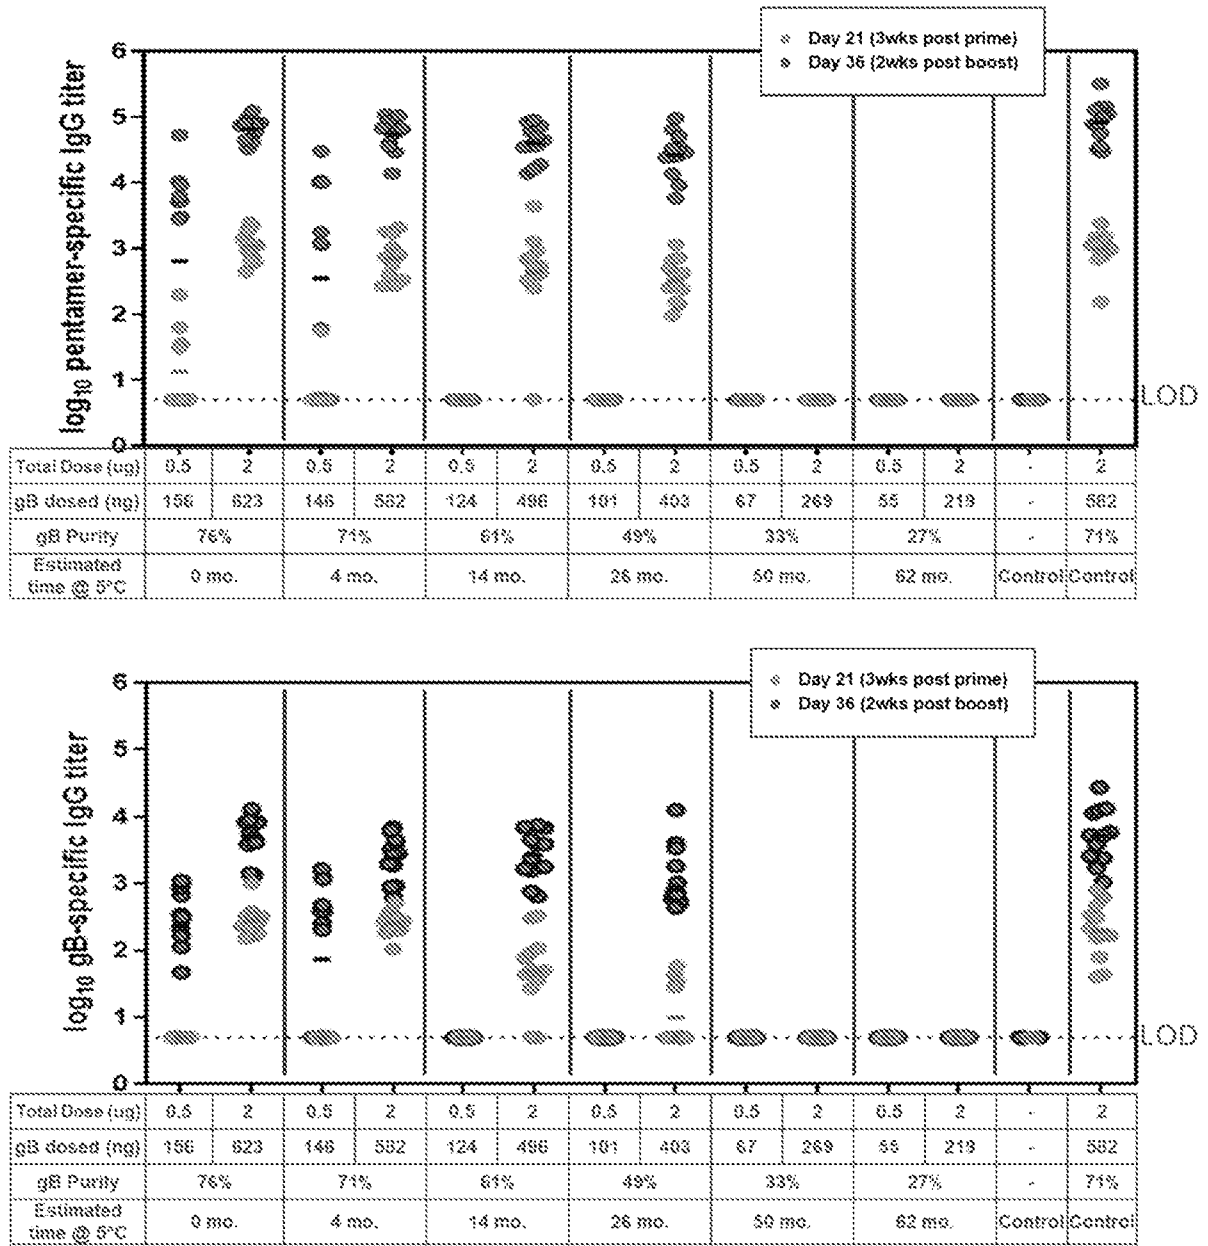 Day 21 (3wks post prime)
Day 36 (2wks post boost)
log10 pentamer-specific IgG titer
6
5
4
3
2
1
0
LOD
Total Dose (ug) 0.5 2 0.5 2 0.5 2 0.5 2 0.5 2 0.5 2 - 2
gB dosed (ng) 156 623 146 582 124 496 101 403 67 269 55 219 - 582
gB Purity 76% 71% 61% 49% 33% 27% - 71%
Estimated
time @ 5°C 0 mo. 4 mo. 14 mo. 26 mo. 50 mo. 62 mo. Control Control
Day 21 (3wks post prime)
Day 36 (2wks post boost)
log10 gB-specific IgG titer
6
5
4
3
2
1
0
LOD
Total Dose (ug) 0.5 2 0.5 2 0.5 2 0.5 2 0.5 2 0.5 2 - 2
gB dosed (ng) 156 623 146 582 124 496 101 403 67 269 55 219 - 582
gB Purity 76% 71% 61% 49% 33% 27% - 71%
Estimated
time @ 5°C 0 mo. 4 mo. 14 mo. 26 mo. 50 mo. 62 mo. Control Control